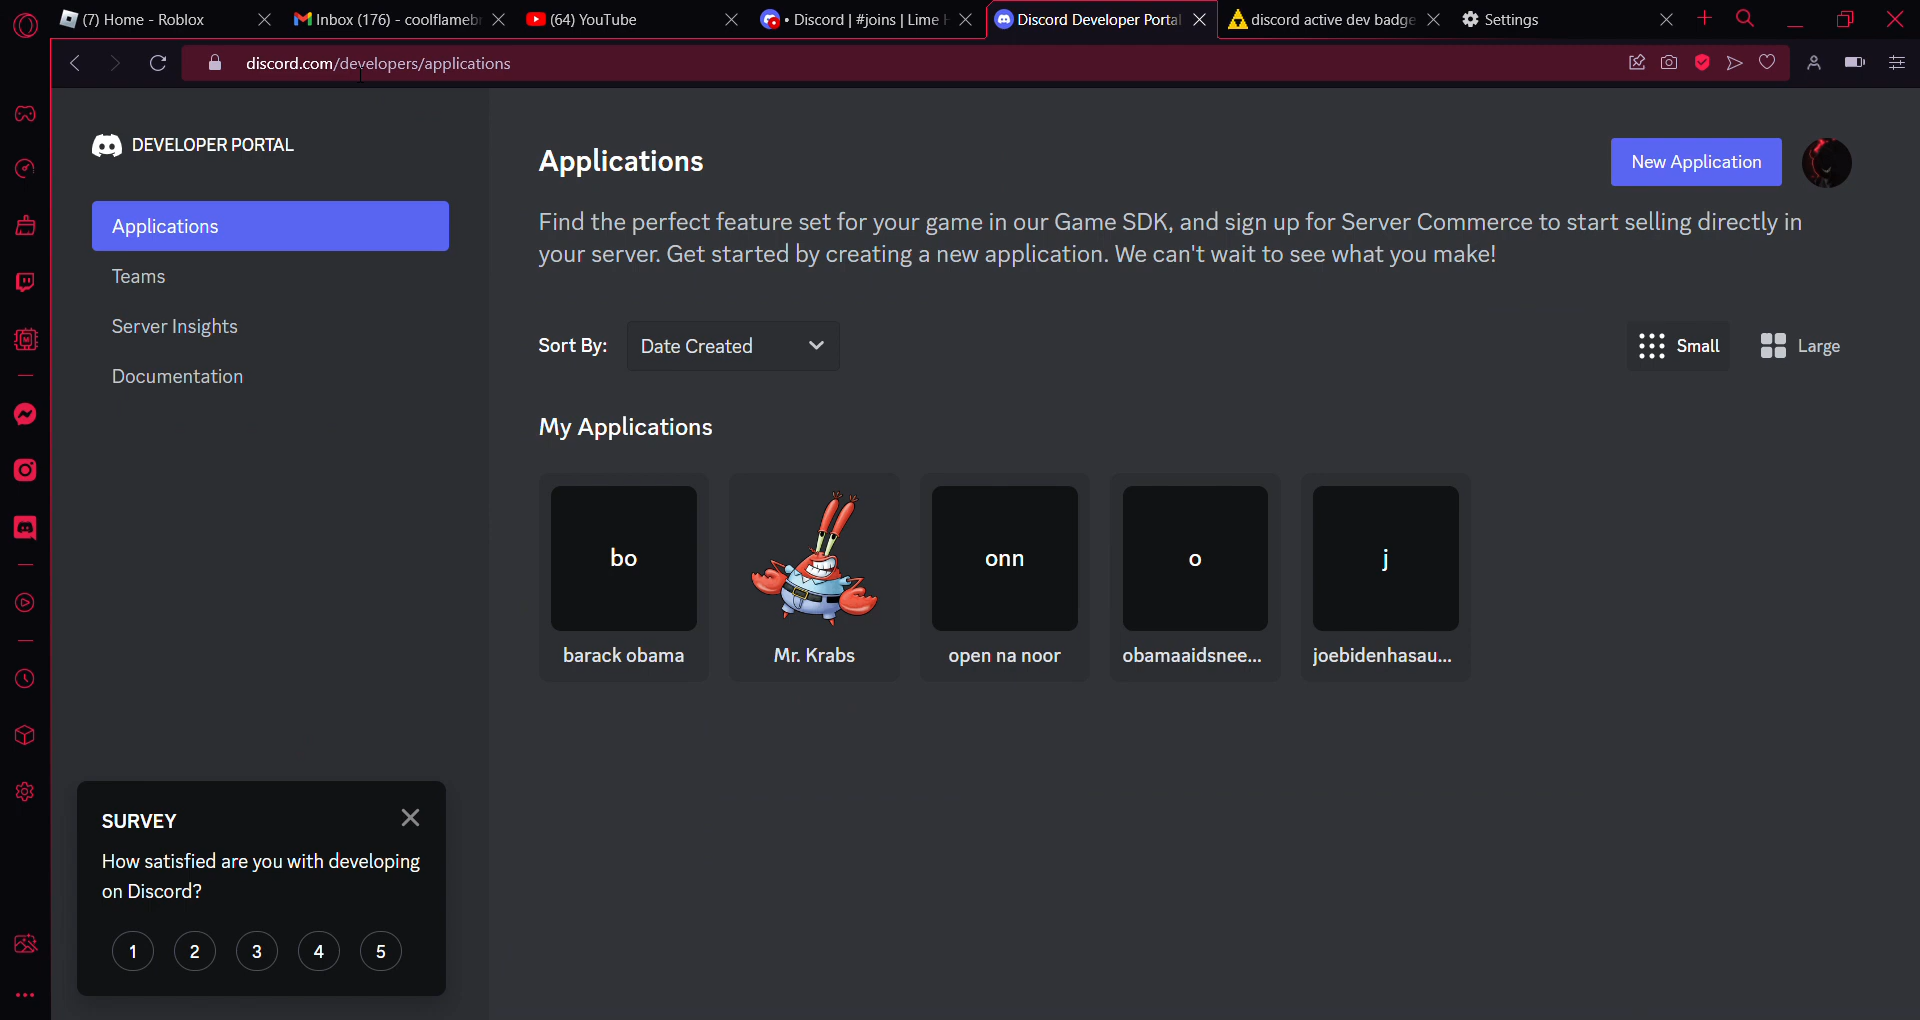 (7) Home - Roblox
Inbox (176) - coolflameb
(64) YouTube
• Discord | #joins | Lime
Discord Developer Portal
discord active dev badge
Settings
discord.com/developers/applications
DEVELOPER PORTAL
Applications
Teams
Server Insights
Documentation
Applications
New Application
Find the perfect feature set for your game in our Game SDK, and sign up for Server Commerce to start selling directly in
your server. Get started by creating a new application. We can't wait to see what you make!
Sort By:
Date Created
Small
Large
My Applications
bo
onn
o
j
barack obama
Mr. Krabs
open na noor
obamaaidsnee...
joebidenhasau...
SURVEY
How satisfied are you with developing
on Discord?
1 2 3 4 5